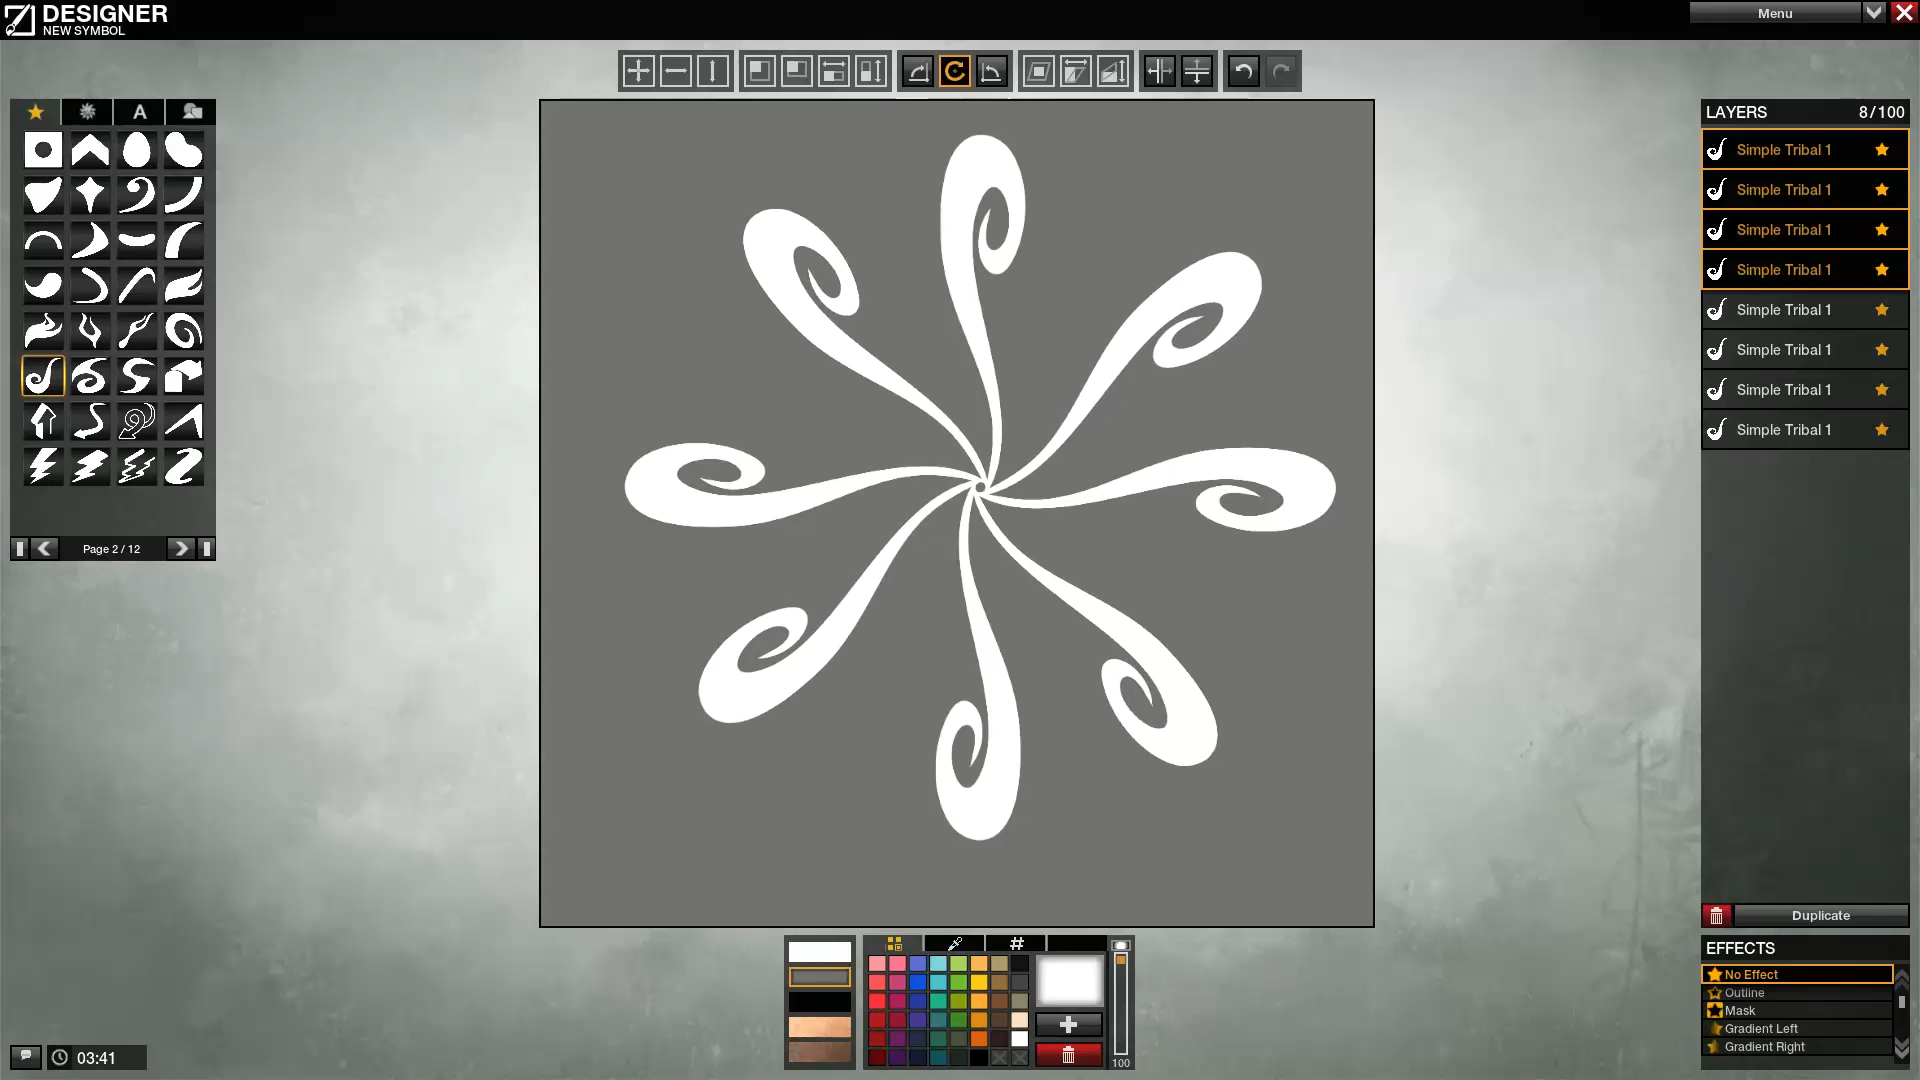 DESIGNER
NEW SYMBOL
Menu
A
LAYERS 8/100
Simple Tribal 1
Simple Tribal 1
Simple Tribal 1
Simple Tribal 1
Simple Tribal 1
Simple Tribal 1
Simple Tribal 1
Simple Tribal 1
Page 2 / 12
Duplicate
#
EFFECTS
No Effect
Outline
Mask
Gradient Left
Gradient Right
03:41
100